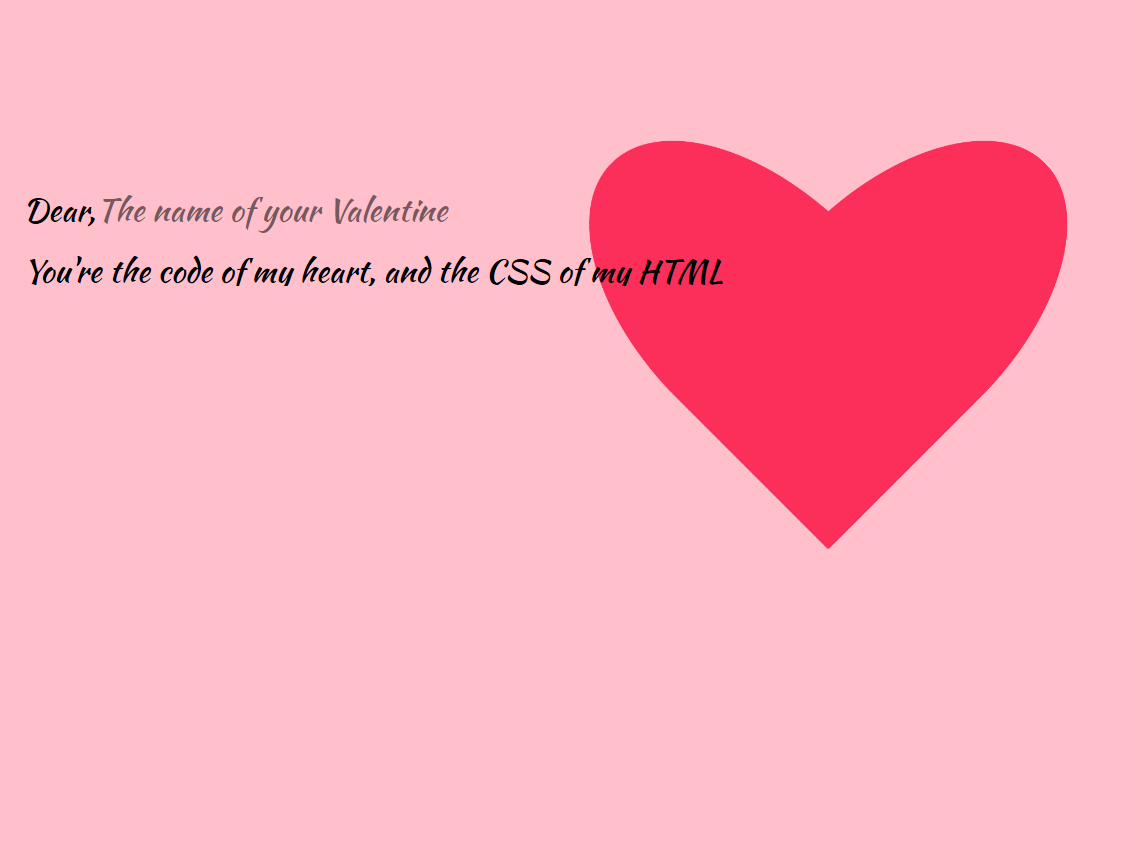 Dear, The name of your Valentine
You're the code of my heart, and the CSS of my HTML